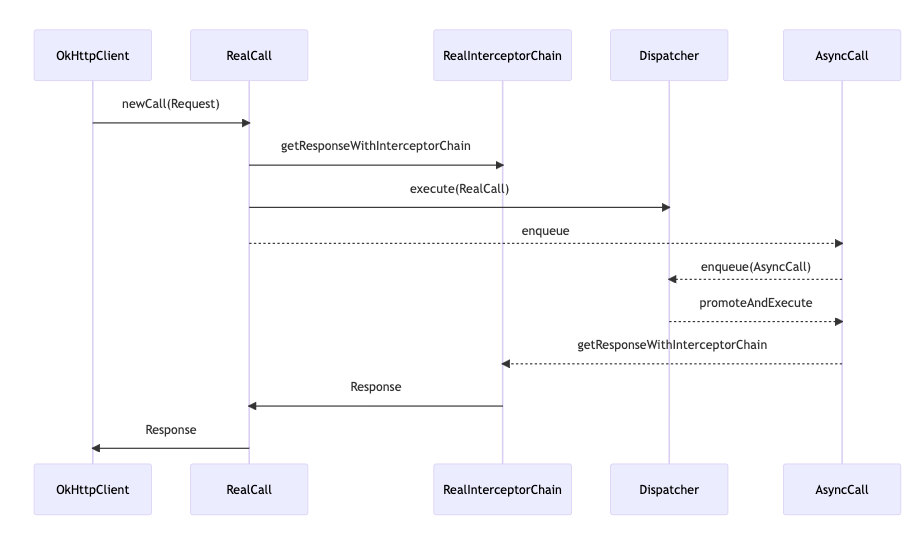 OkHttpClient
RealCall
RealInterceptorChain
Dispatcher
AsyncCall
newCall(Request)
getResponseWithInterceptorChain
execute(RealCall)
enqueue
enqueue(AsyncCall)
promoteAndExecute
getResponseWithInterceptorChain
Response
Response
OkHttpClient
RealCall
RealInterceptorChain
Dispatcher
AsyncCall